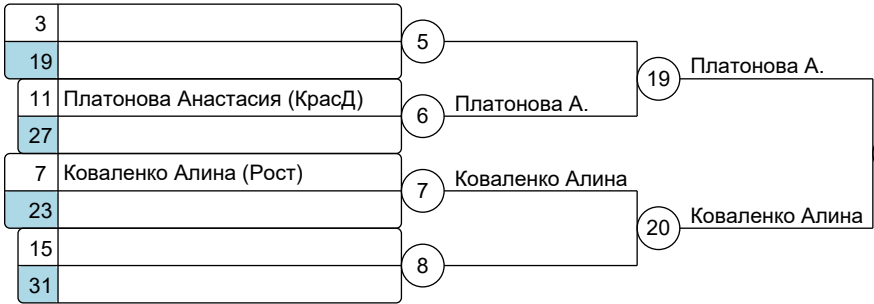 3
5
19
19
Платонова А.
11 Платонова Анастасия (КрасД)
6
Платонова А.
27
7 Коваленко Алина (Рост)
7
Коваленко Алина
23
20
Коваленко Алина
15
8
31